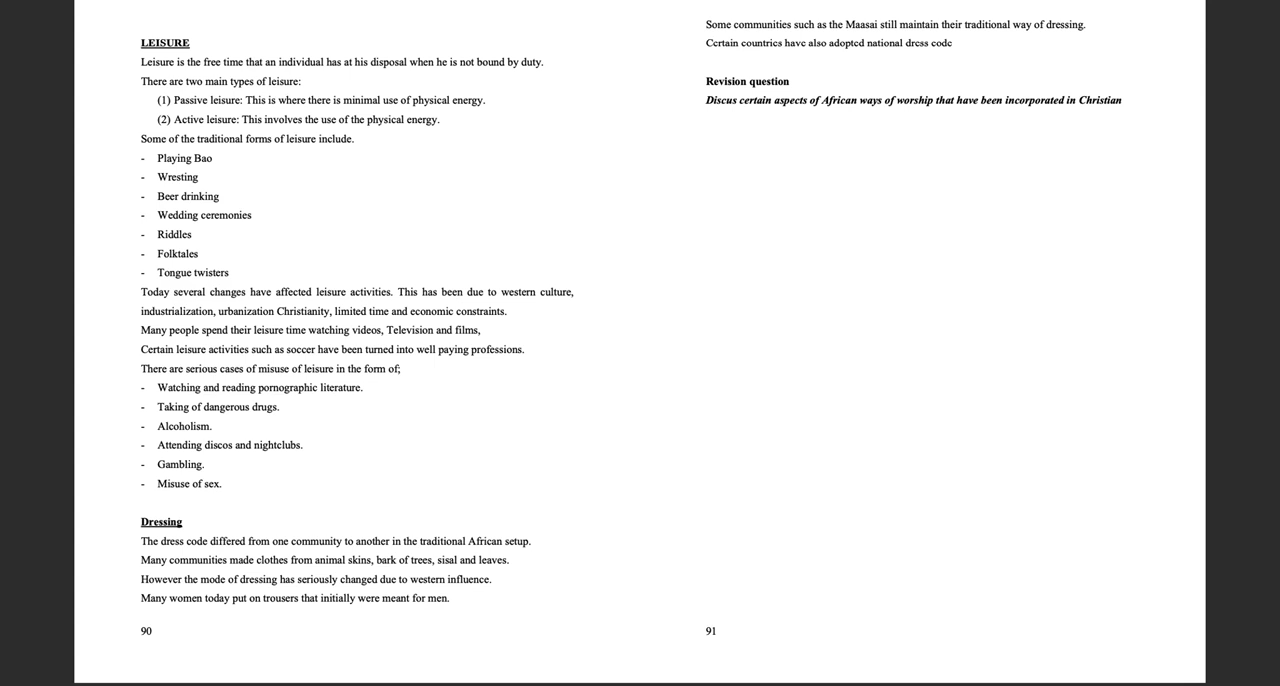 LEISURE
Leisure is the free time that an individual has at his disposal when he is not bound by duty.
There are two main types of leisure:
(1) Passive leisure: This is where there is minimal use of physical energy.
(2) Active leisure: This involves the use of the physical energy.
Some of the traditional forms of leisure include.
- Playing Bao
- Wresting
- Beer drinking
- Wedding ceremonies
- Riddles
- Folktales
- Tongue twisters
Today several changes have affected leisure activities. This has been due to western culture,
industrialization, urbanization Christianity, limited time and economic constraints.
Many people spend their leisure time watching videos, Television and films,
Certain leisure activities such as soccer have been turned into well paying professions.
There are serious cases of misuse of leisure in the form of;
- Watching and reading pornographic literature.
- Taking of dangerous drugs.
- Alcoholism.
- Attending discos and nightclubs.
- Gambling.
- Misuse of sex.
Dressing
The dress code differed from one community to another in the traditional African setup.
Many communities made clothes from animal skins, bark of trees, sisal and leaves.
However the mode of dressing has seriously changed due to western influence.
Many women today put on trousers that initially were meant for men.
90
Some communities such as the Maasai still maintain their traditional way of dressing.
Certain countries have also adopted national dress code
Revision question
Discus certain aspects of African ways of worship that have been incorporated in Christian
91